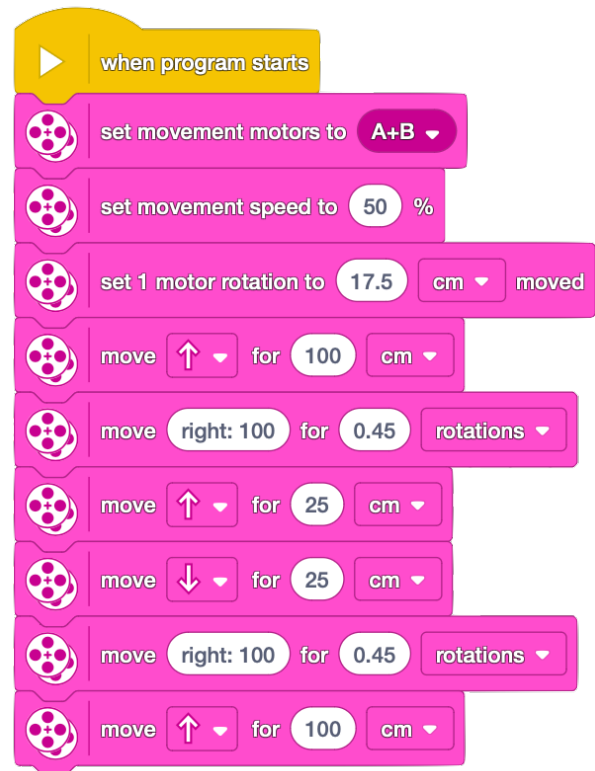 when program starts
set movement motors to A+B
set movement speed to 50 %
set 1 motor rotation to 17.5 cm moved
move for 100 cm
move right: 100 for 0.45 rotations
move for 25 cm
move for 25 cm
move right: 100 for 0.45 rotations
move for 100 cm